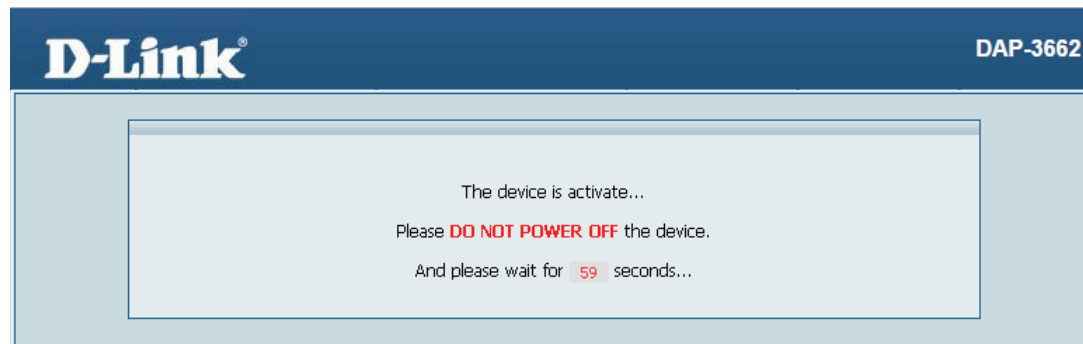 D-Link®
DAP-3662
The device is activate...
Please DO NOT POWER OFF the device.
And please wait for 59 seconds...